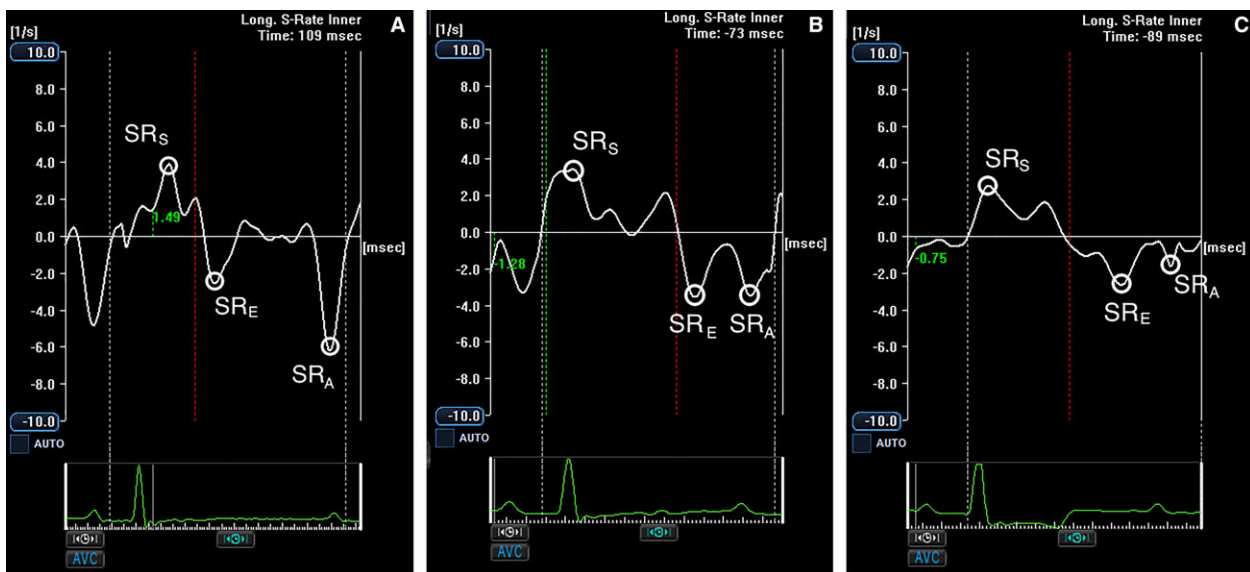 Long. S-Rate Inner
Time: 109 msec
A
[1/s]
10.0
8.0
6.0
4.0
2.0
0.0
-2.0
-4.0
-6.0
-8.0
-10.0
SRS
1.49
[msec]
SRE
SRA
AUTO
AVC
Long. S-Rate Inner
Time: -73 msec
B
[1/s]
10.0
8.0
6.0
4.0
2.0
0.0
-2.0
-4.0
-6.0
-8.0
-10.0
SRS
[msec]
-1.28
SRE
SRA
AUTO
AVC
Long. S-Rate Inner
Time: -89 msec
C
[1/s]
10.0
8.0
6.0
4.0
2.0
0.0
-2.0
-4.0
-6.0
-8.0
-10.0
SRS
[msec]
-0.75
SRE
SRA
AUTO
AVC